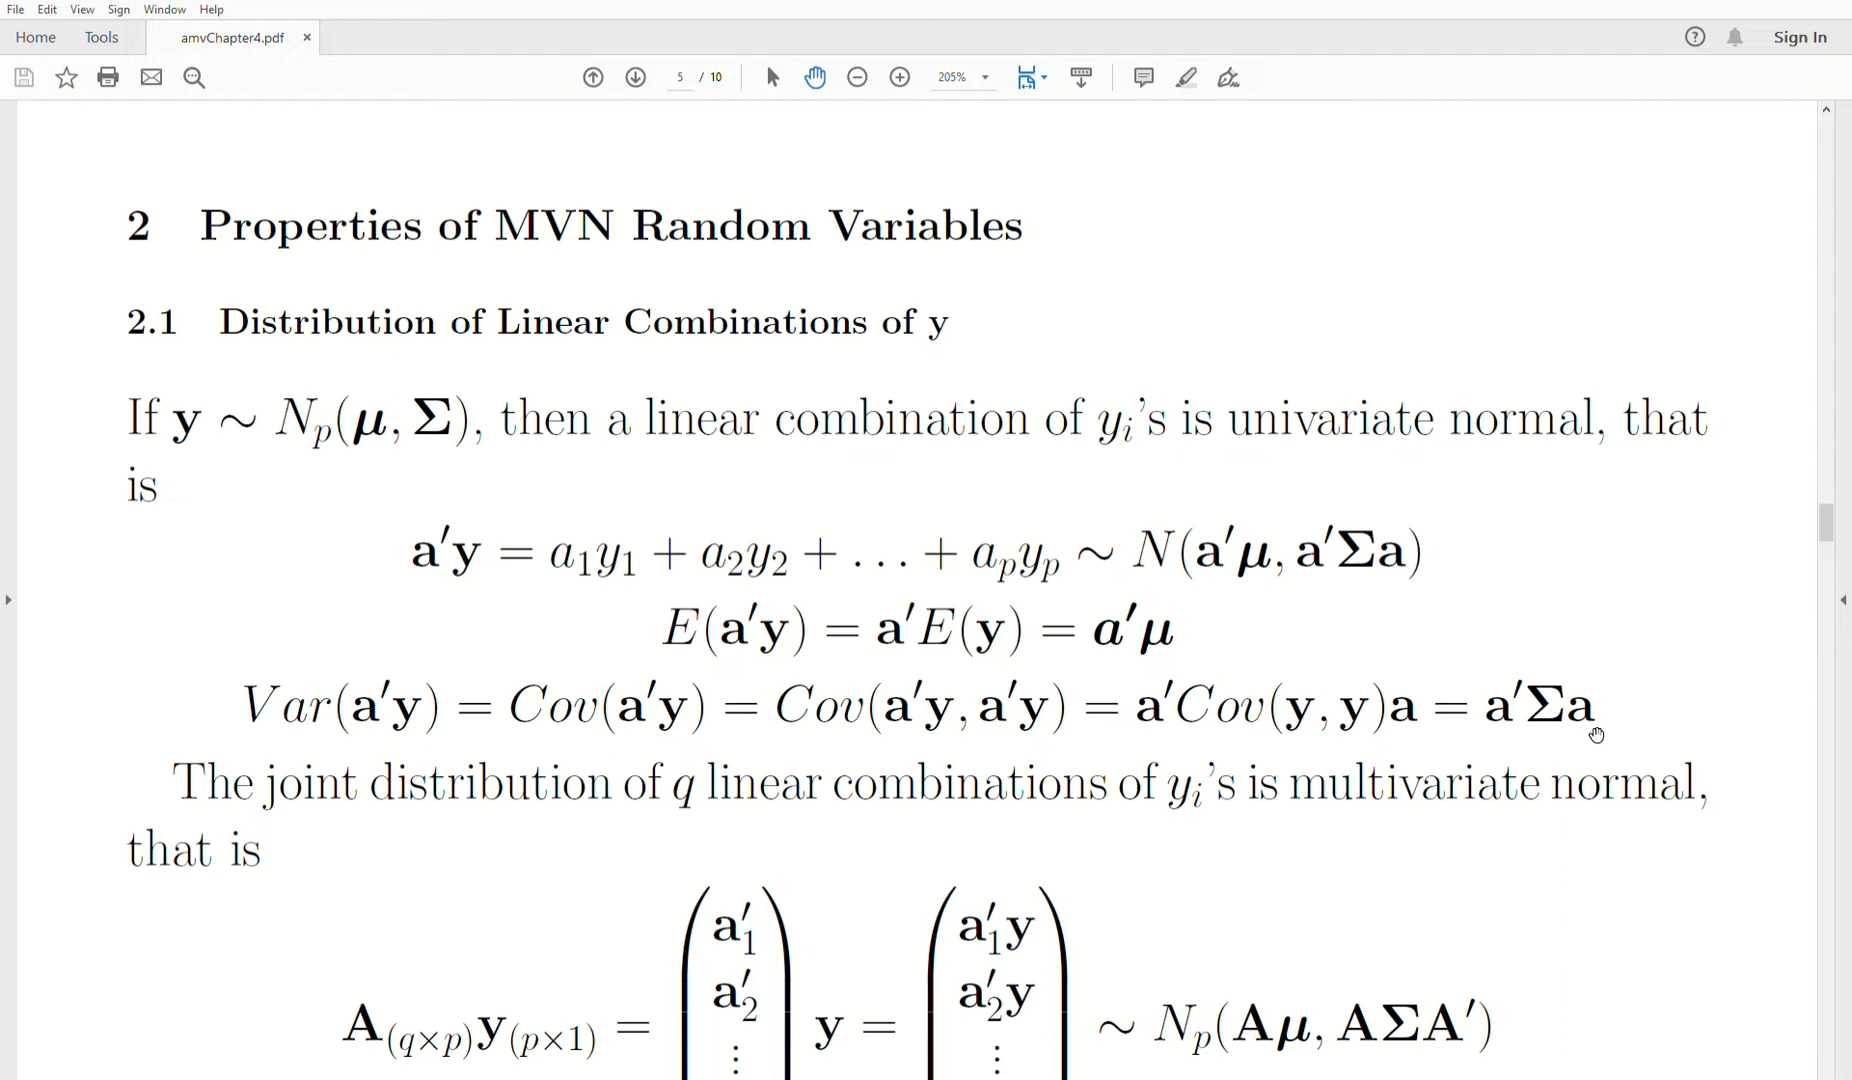 File Edit View Sign Window Help
Home Tools amvChapter4.pdf × ? Sign In
5 / 10 205%
2 Properties of MVN Random Variables
2.1 Distribution of Linear Combinations of y
If y ∼ N_p(μ, Σ), then a linear combination of y_i's is univariate normal, that
is
a′y = a_1y_1 + a_2y_2 + . . . + a_py_p ∼ N(a′μ, a′Σa)
E(a′y) = a′E(y) = a′μ
Var(a′y) = Cov(a′y) = Cov(a′y, a′y) = a′Cov(y, y)a = a′Σa
The joint distribution of q linear combinations of y_i's is multivariate normal,
that is
A_(q×p)y_(p×1) = ( a′_1 a′_2 ⋮ ) y = ( a′_1y a′_2y ⋮ ) ∼ N_p(Aμ, AΣA′)